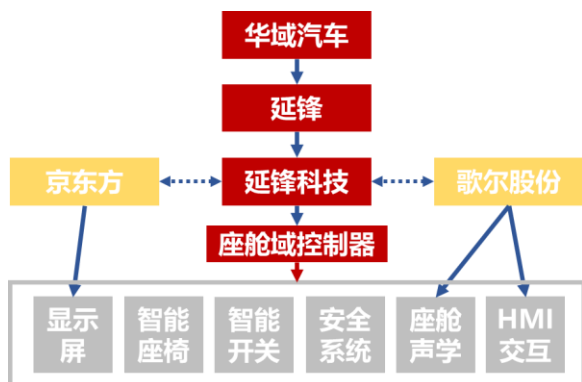 华域汽车
延锋
京东方
延锋科技
歌尔股份
座舱域控制器
显示
屏
智能
座椅
智能
开关
安全
系统
座舱
声学
HMI
交互